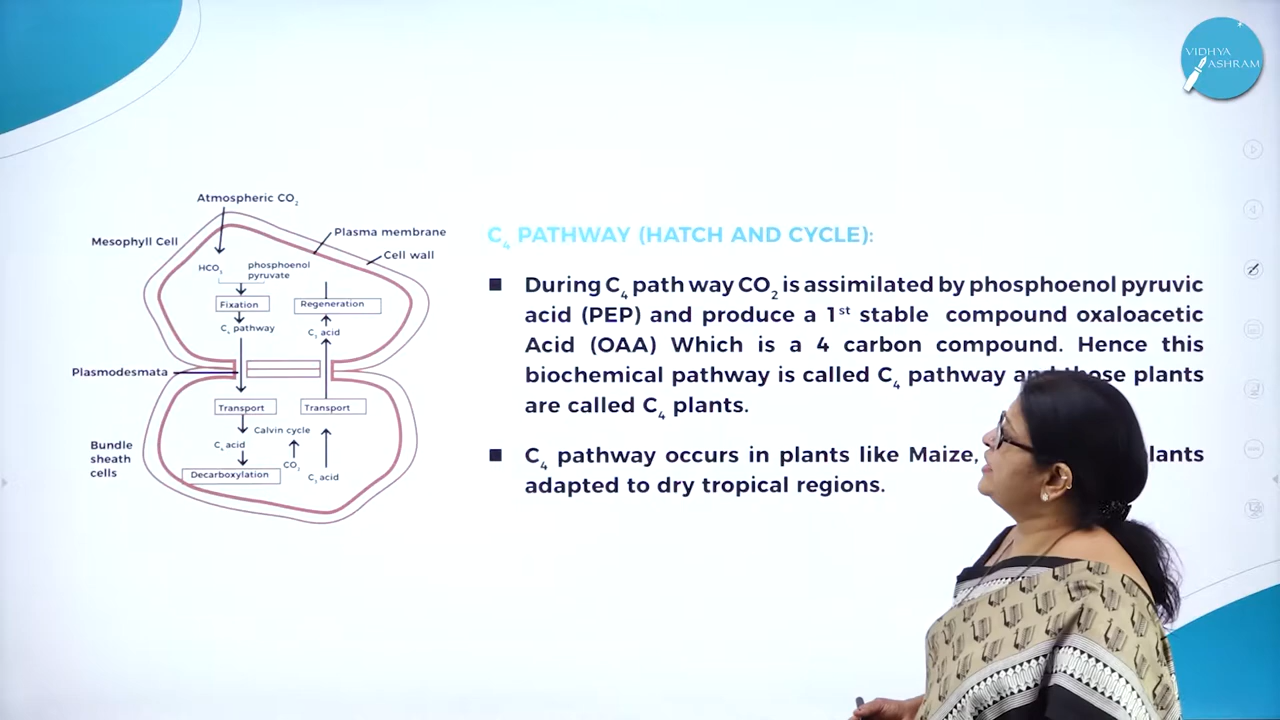 VIDHYA
ASHRAM
Atmospheric CO₂
Mesophyll Cell
Plasma membrane
Cell wall
HCO₃
phosphoenol
pyruvate
Fixation
Regeneration
C₄ pathway
C₃ acid
Plasmodesmata
Transport
Transport
Calvin cycle
C₄ acid
CO₂
Bundle
sheath
cells
Decarboxylation
C₃ acid
C₄ PATHWAY (HATCH AND CYCLE):
■ During C₄ path way CO₂ is assimilated by phosphoenol pyruvic
acid (PEP) and produce a 1ˢᵗ stable compound oxaloacetic
Acid (OAA) Which is a 4 carbon compound. Hence this
biochemical pathway is called C₄ pathway and those plants
are called C₄ plants.
■ C₄ pathway occurs in plants like Maize,
adapted to dry tropical regions.